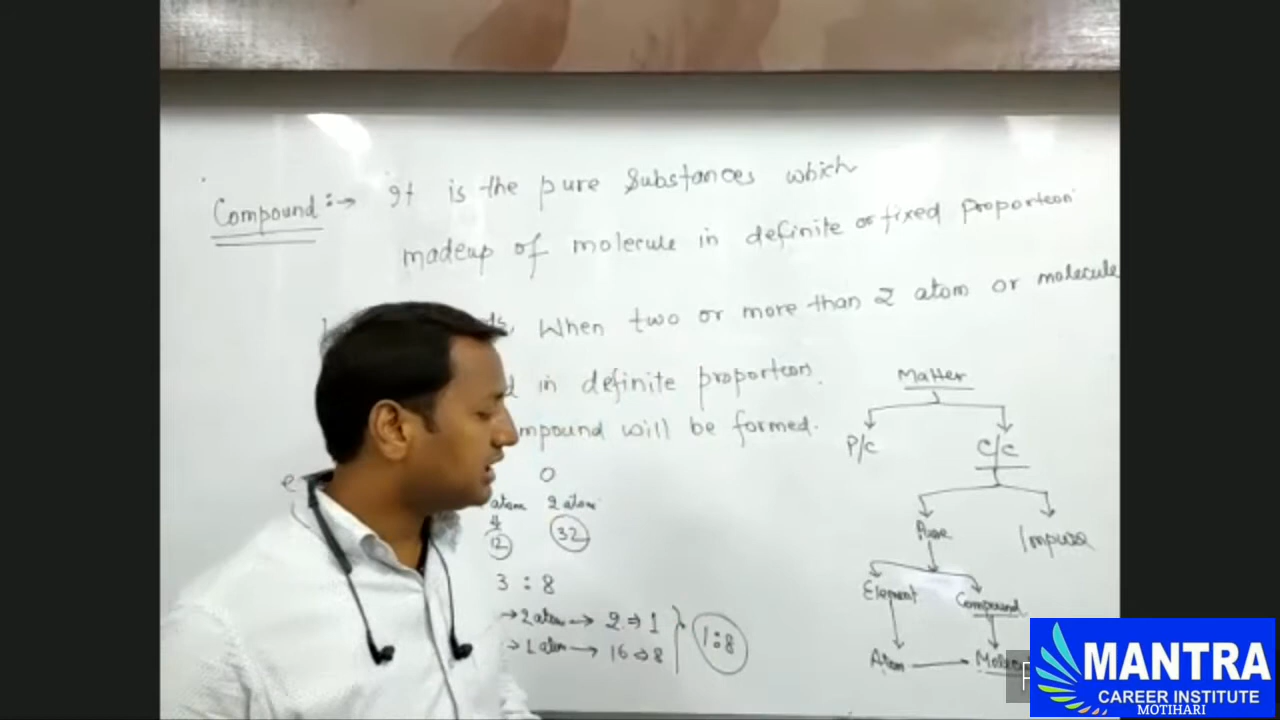 Compound :→ It is the pure substances which
madeup of molecule in definite or fixed proportion
When two or more than 2 atom or molecule
in definite proportion.
mpound will be formed.
O
atom 2 atom
12 32
3 : 8
→ 2 atom → 2 ⇒ 1
→ 1 atom → 16 ⇒ 8
1:8
Matter
P/c C/c
Pure Impure
Element Compound
Atom
MANTRA
CAREER INSTITUTE
MOTIHARI